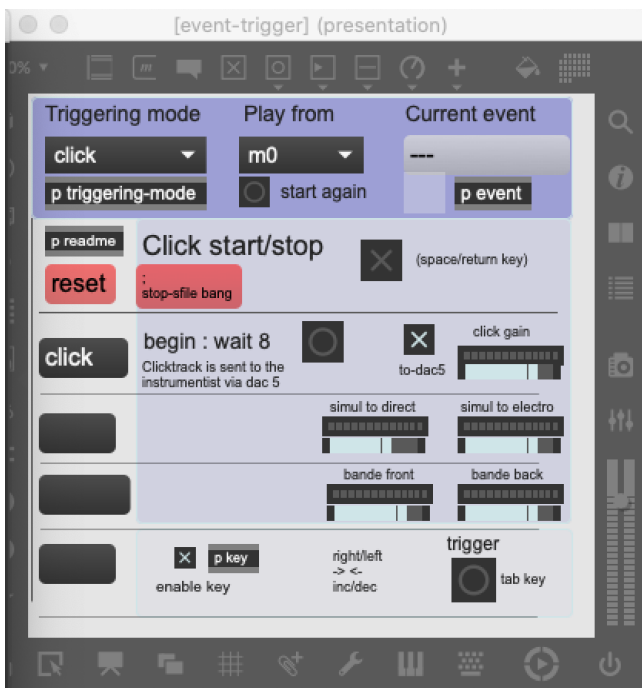 [event-trigger] (presentation)
0%
m
Triggering mode
Play from
Current event
click
m0
---
p triggering-mode
start again
p event
p readme
Click start/stop
(space/return key)
reset
;
stop-sfile bang
click
begin : wait 8
click gain
Clicktrack is sent to the
instrumentist via dac 5
to-dac5
simul to direct
simul to electro
bande front
bande back
p key
enable key
right/left
-> <-
inc/dec
trigger
tab key